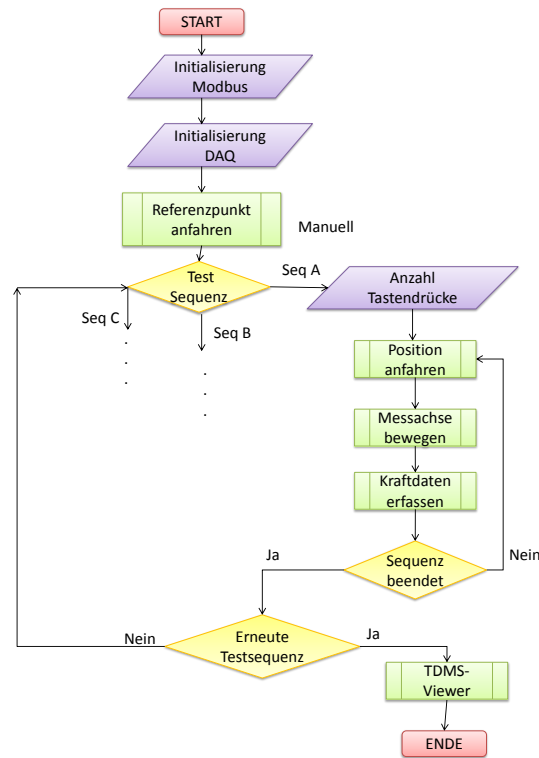 START
Initialisierung
Modbus
Initialisierung
DAQ
Referenzpunkt
anfahren
Manuell
Test
Sequenz
Seq A
Anzahl
Tastendrücke
Seq C
Seq B
.
.
.
.
.
.
Position
anfahren
Messachse
bewegen
Kraftdaten
erfassen
Sequenz
beendet
Ja
Nein
Erneute
Testsequenz
Nein
Ja
TDMS-
Viewer
ENDE